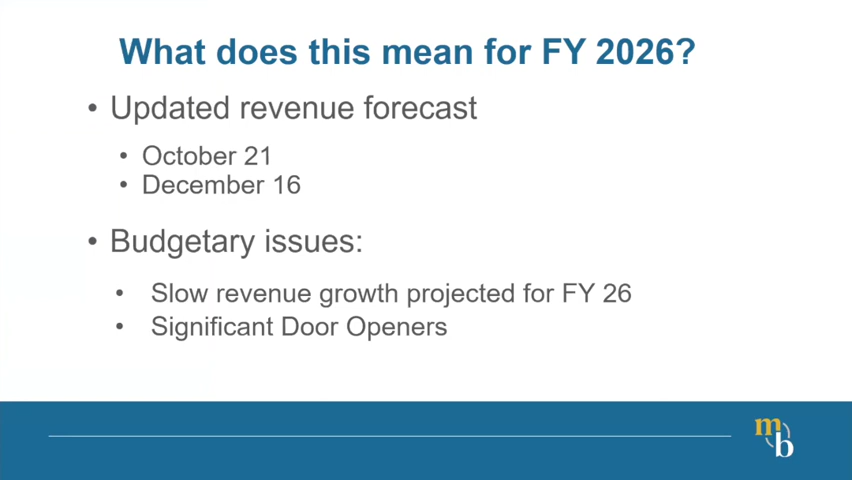 What does this mean for FY 2026?
• Updated revenue forecast
• October 21
• December 16
• Budgetary issues:
• Slow revenue growth projected for FY 26
• Significant Door Openers
mb